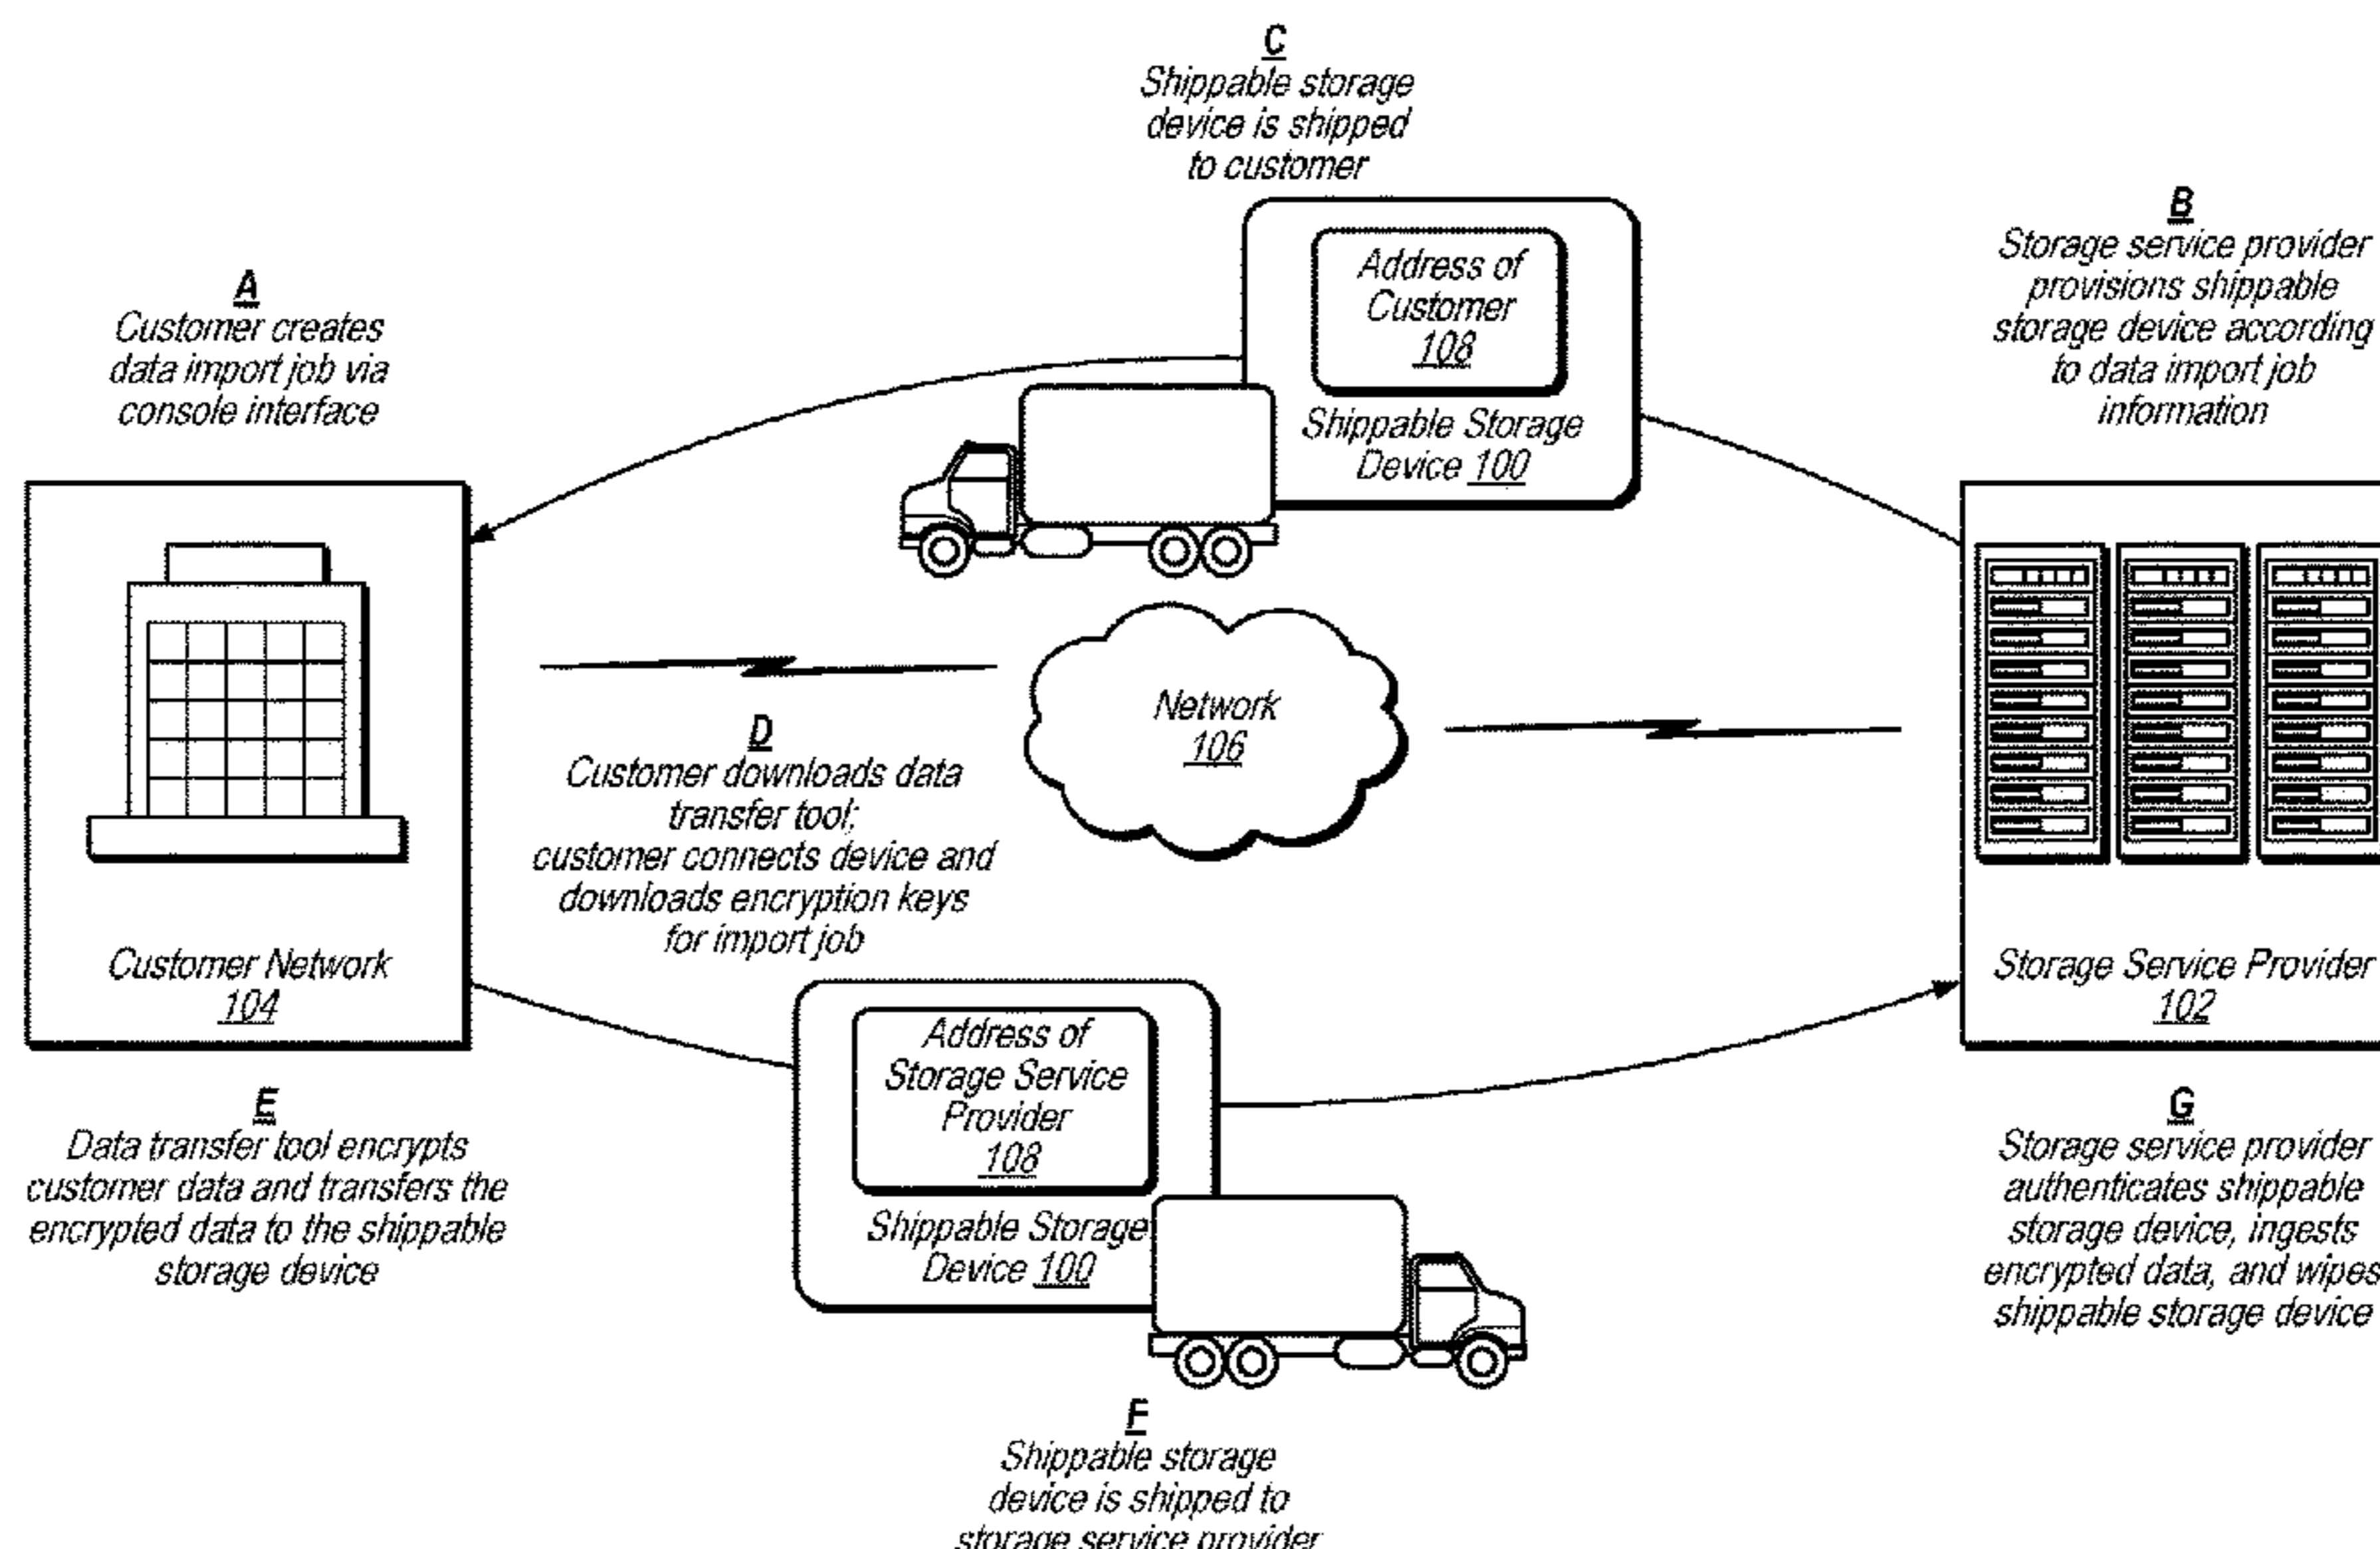 C
Shippable storage
device is shipped
to customer
B
Storage service provider
provisions shippable
storage device according
to data import job
information
A
Customer creates
data import job via
console interface
Address of
Customer
108
Shippable Storage
Device 100
Network
106
D
Customer downloads data
transfer tool;
customer connects device and
downloads encryption keys
for import job
Customer Network
104
Storage Service Provider
102
Address of
Storage Service
Provider
108
Shippable Storage
Device 100
E
Data transfer tool encrypts
customer data and transfers the
encrypted data to the shippable
storage device
G
Storage service provider
authenticates shippable
storage device, ingests
encrypted data, and wipes
shippable storage device
F
Shippable storage
device is shipped to
storage service provider